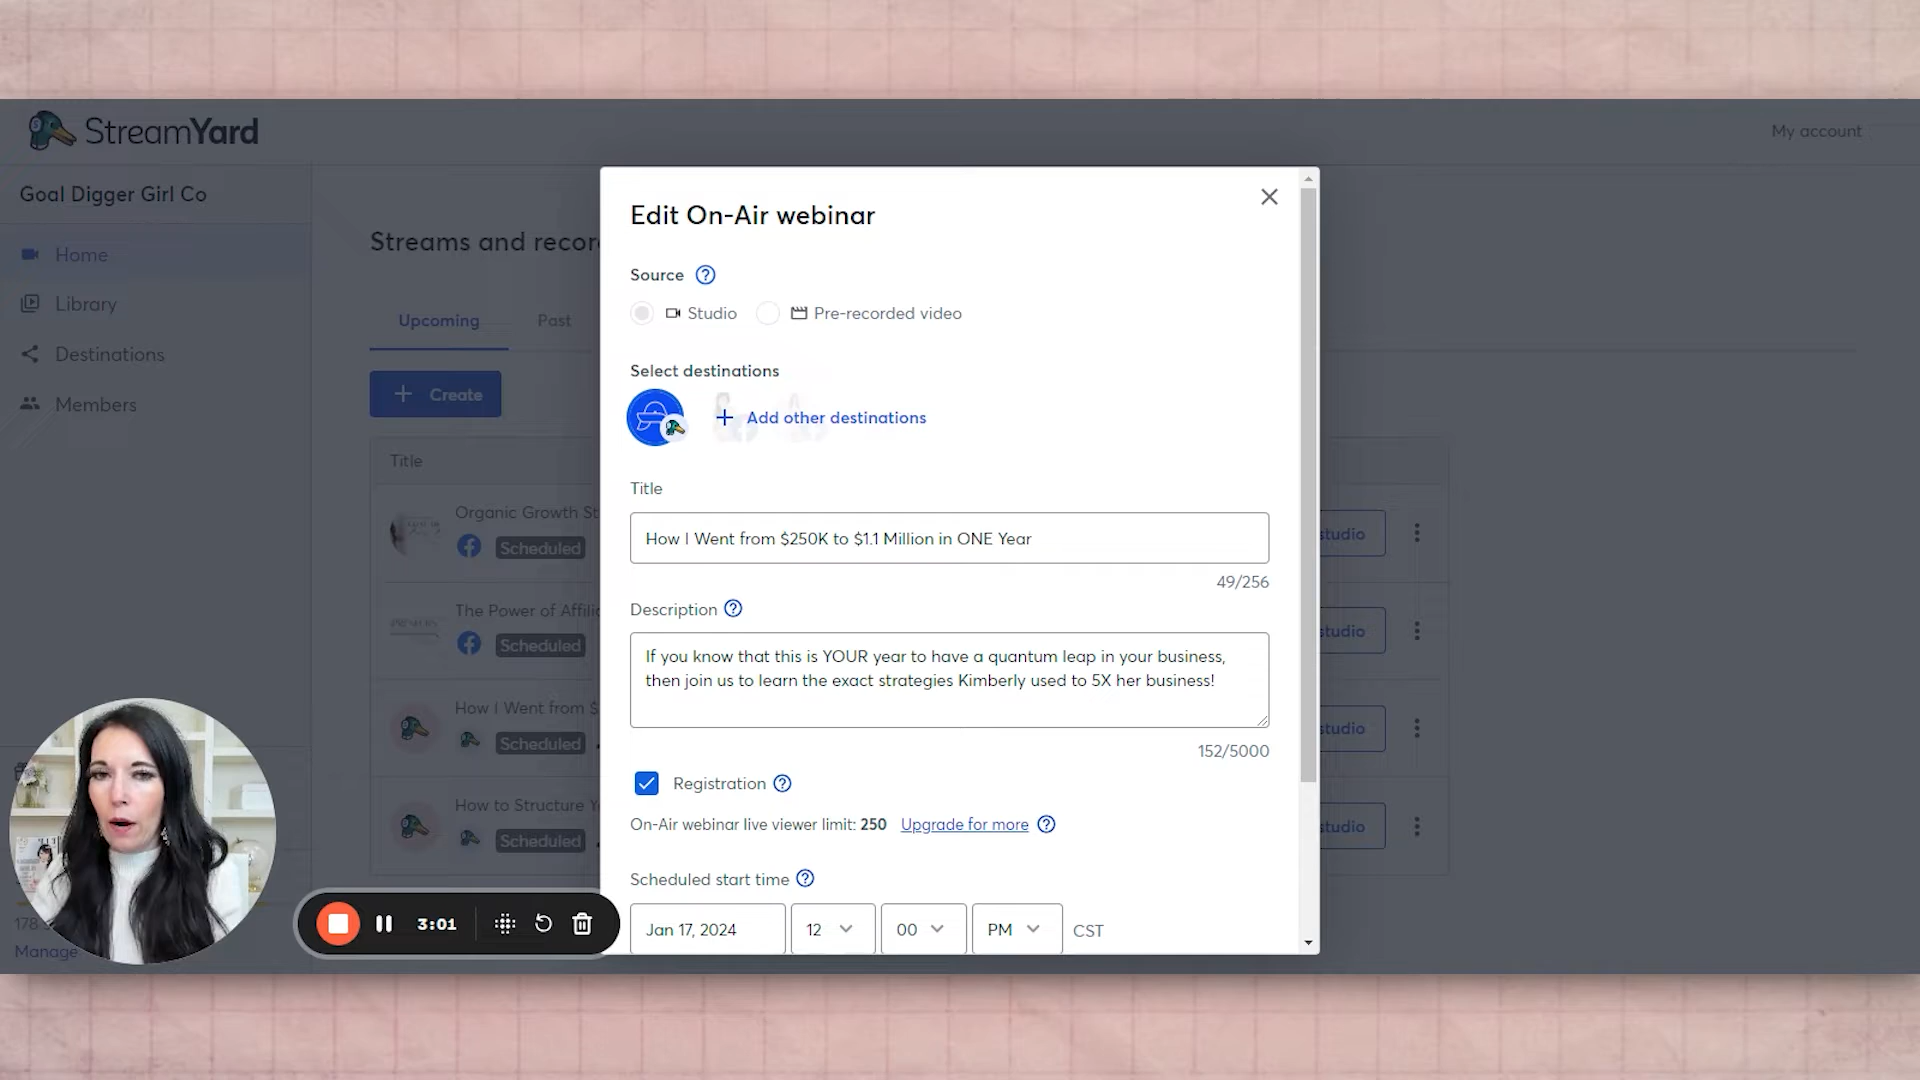 StreamYard
My account
Goal Digger Girl Co
Home
Library
Destinations
Members
Streams and recor
Upcoming
Past
Create
Title
Organic Growth St
Scheduled
The Power of Affili
Scheduled
How I Went from $
Scheduled
How to Structure Y
Scheduled
studio
studio
studio
studio
178
Manage
3:01
Edit On-Air webinar
Source
Studio
Pre-recorded video
Select destinations
Add other destinations
Title
How I Went from $250K to $1.1 Million in ONE Year
49/256
Description
If you know that this is YOUR year to have a quantum leap in your business,
then join us to learn the exact strategies Kimberly used to 5X her business!
152/5000
Registration
On-Air webinar live viewer limit: 250 Upgrade for more
Scheduled start time
Jan 17, 2024 12 00 PM CST